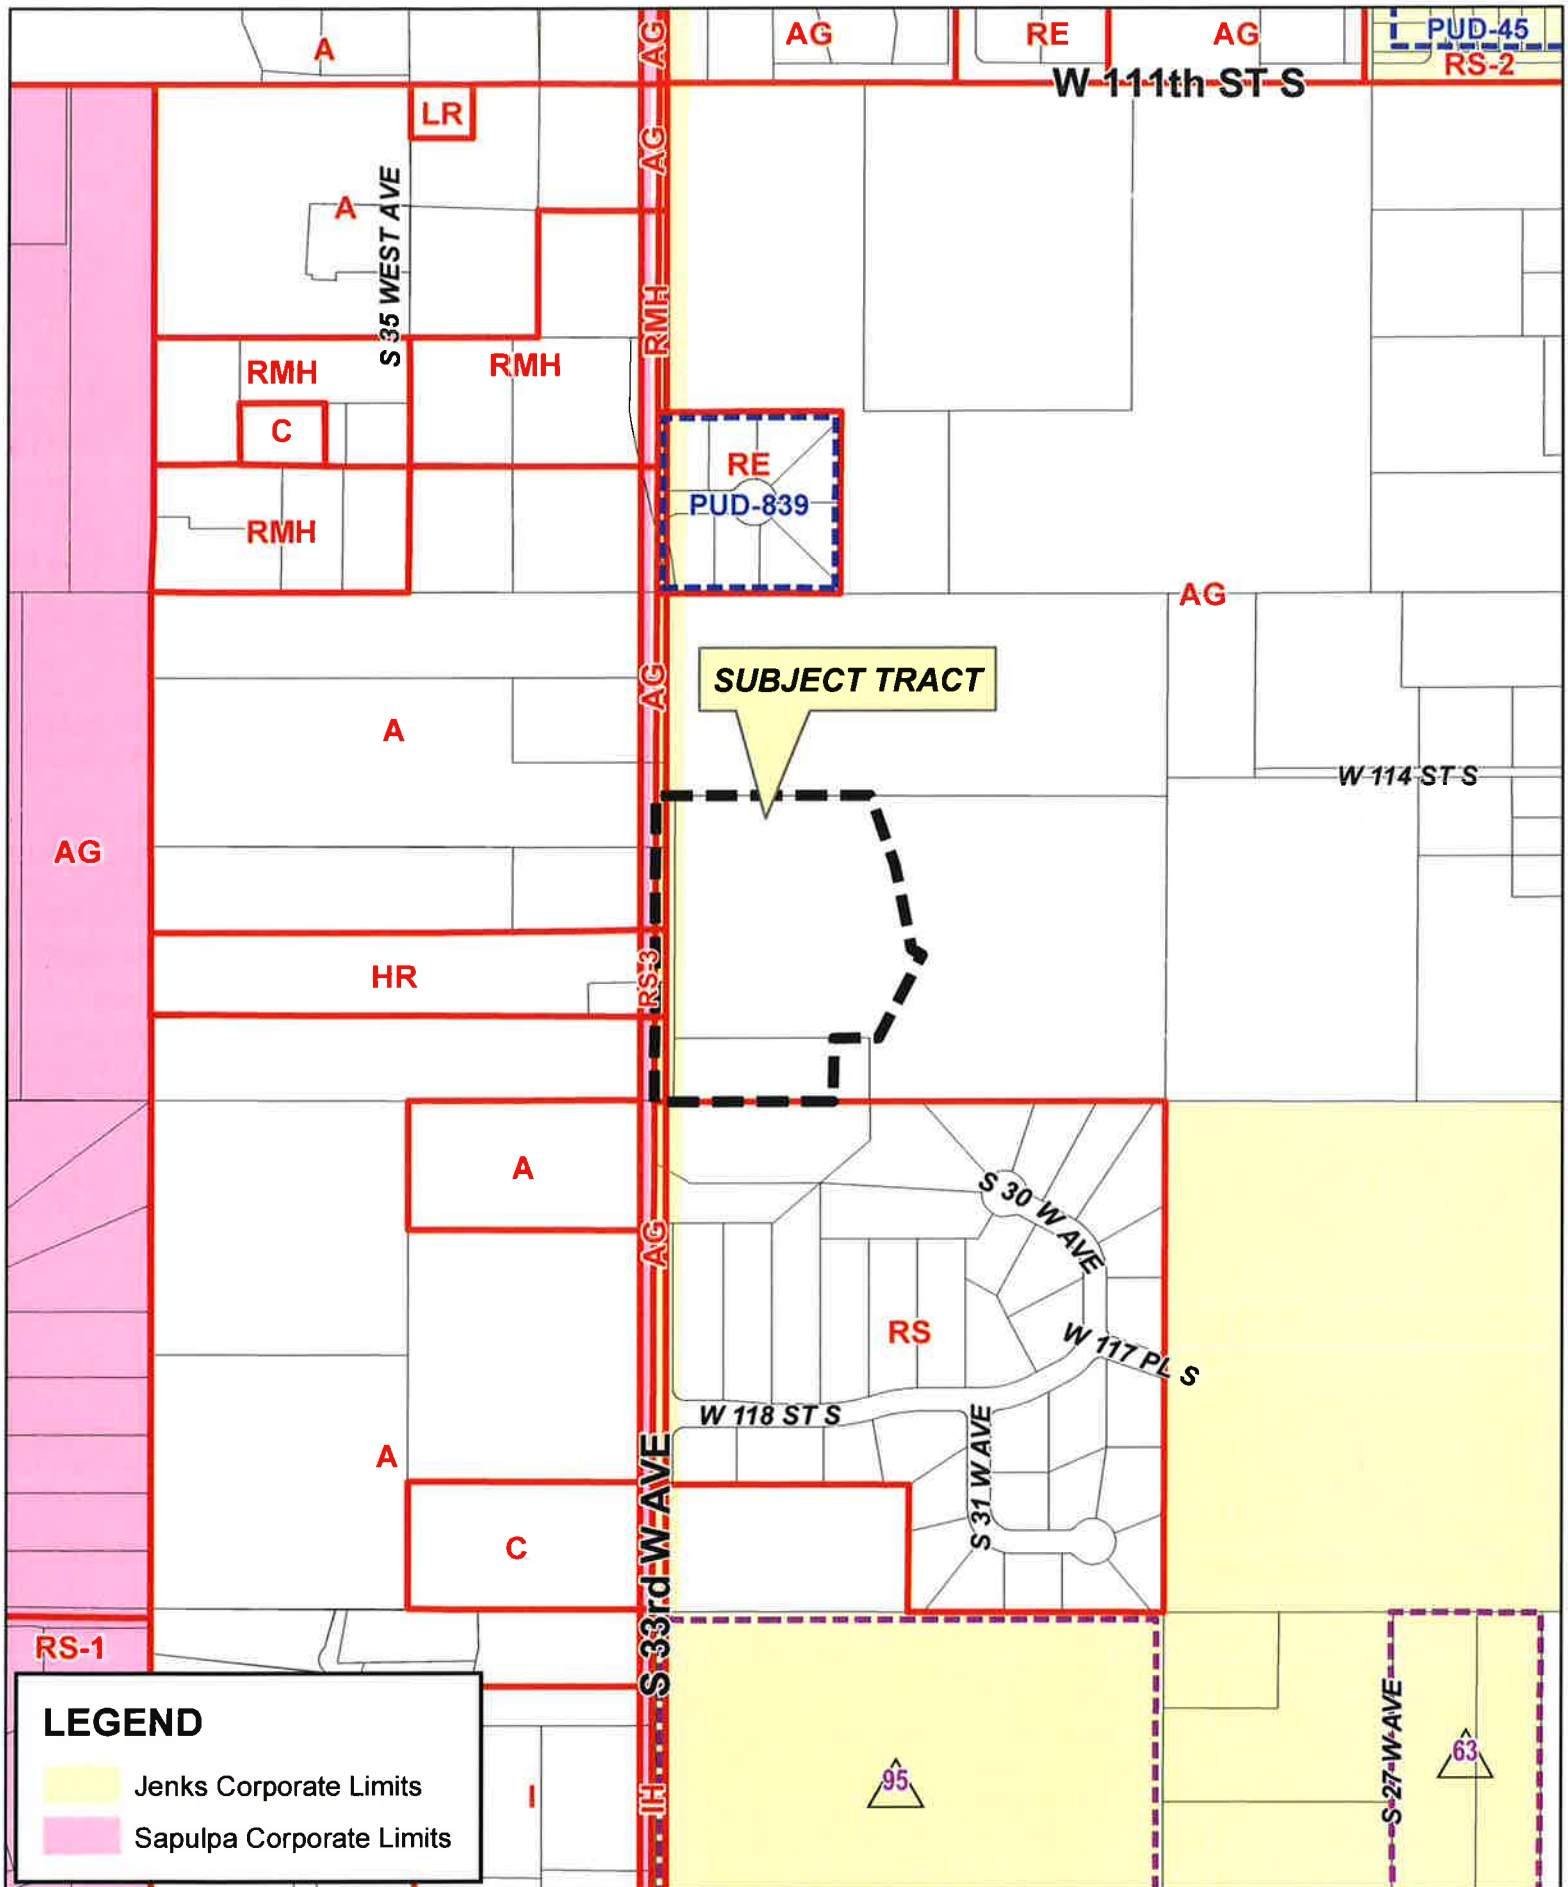 A
AG
AG
RE
AG
PUD-45
RS-2
W 111th ST S
LR
AG
A
S 35 WEST AVE
RMH
RMH
RMH
C
RE
PUD-839
RMH
AG
SUBJECT TRACT
AG
A
W 114 ST S
AG
HR
RS-3
A
S 30 W AVE
AG
RS
W 117 PL S
W 118 ST S
A
S 31 W AVE
C
S 33rd W AVE
RS-1
LEGEND
Jenks Corporate Limits
Sapulpa Corporate Limits
I
IH
95
S 27 W AVE
63